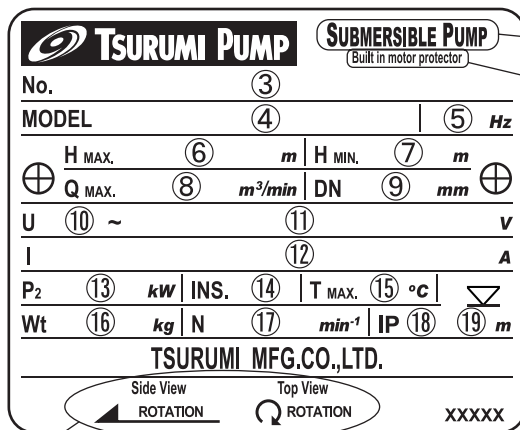 TSURUMI PUMP
SUBMERSIBLE PUMP
Built in motor protector
No. ③
MODEL ④ ⑤ Hz
H MAX. ⑥ m H MIN. ⑦ m
Q MAX. ⑧ m³/min DN ⑨ mm
U ⑩ ~ ⑪ V
I ⑫ A
P₂ ⑬ kW INS. ⑭ T MAX. ⑮ °C
Wt ⑯ kg N ⑰ min⁻¹ IP ⑱ ⑲ m
TSURUMI MFG.CO.,LTD.
Side View Top View
ROTATION ROTATION
XXXXX